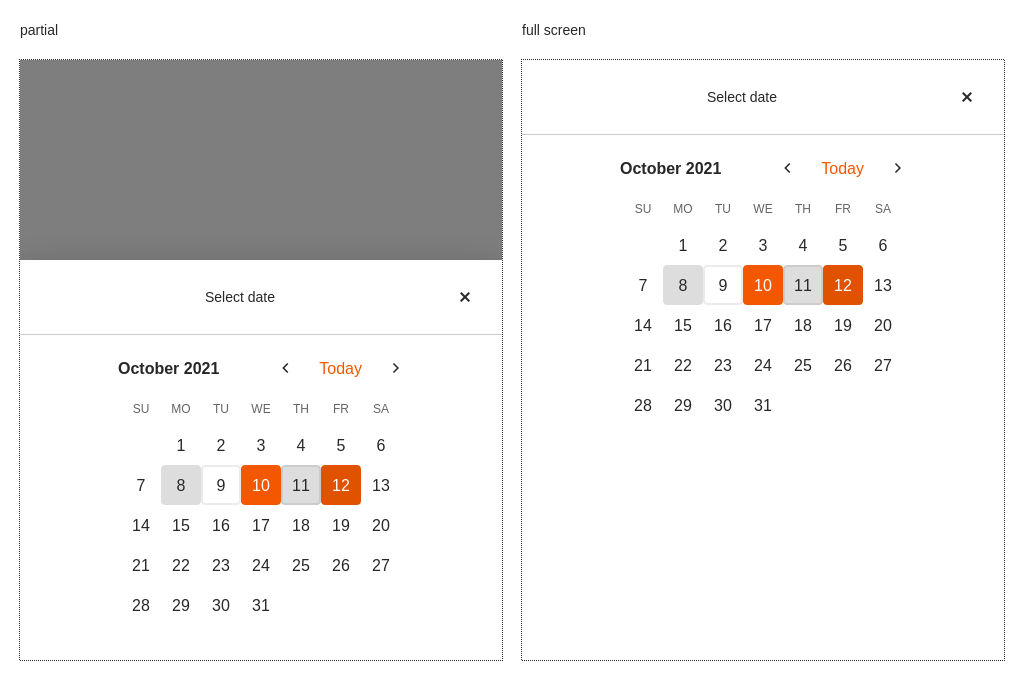 partial
Select date
October 2021 Today
SU MO TU WE TH FR SA
1 2 3 4 5 6
7 8 9 10 11 12 13
14 15 16 17 18 19 20
21 22 23 24 25 26 27
28 29 30 31
full screen
Select date
October 2021 Today
SU MO TU WE TH FR SA
1 2 3 4 5 6
7 8 9 10 11 12 13
14 15 16 17 18 19 20
21 22 23 24 25 26 27
28 29 30 31